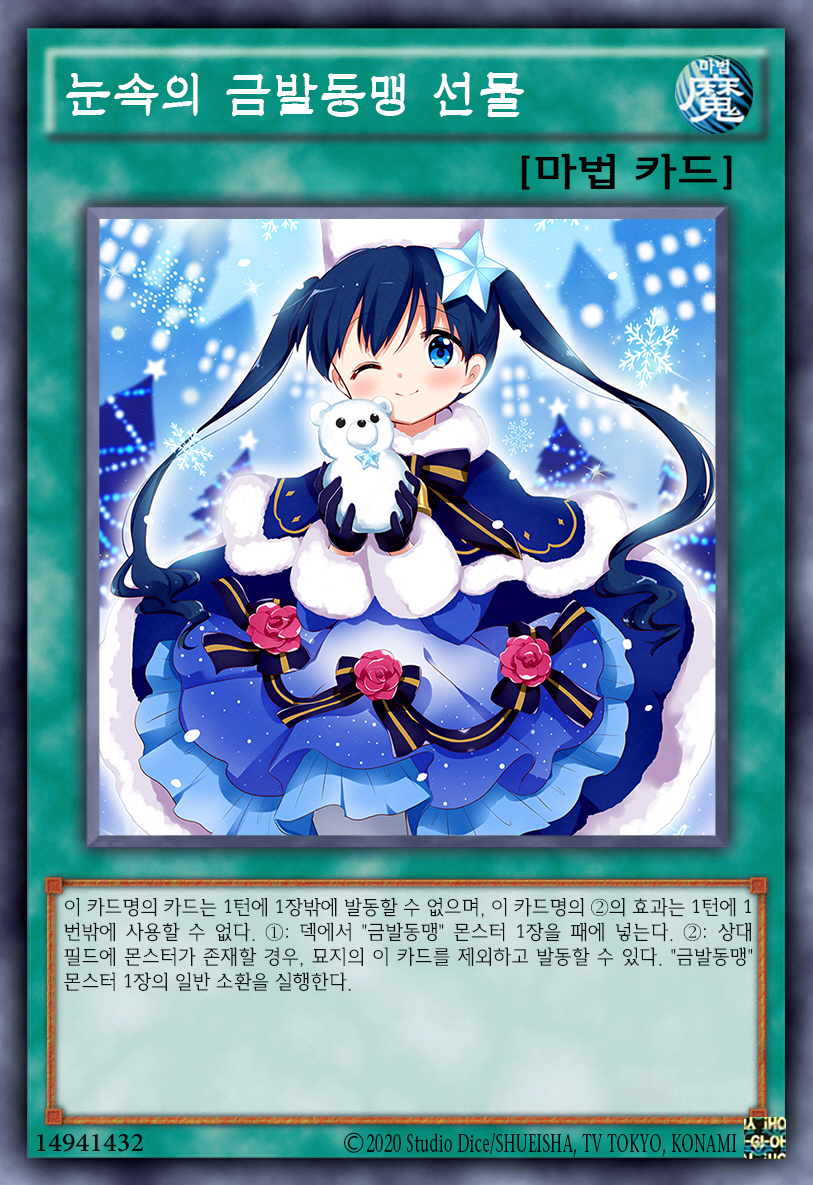 눈속의 금발동맹 선물
마법
魔
[마법 카드]
이 카드명의 카드는 1턴에 1장밖에 발동할 수 없으며, 이 카드명의 ②의 효과는 1턴에 1
번밖에 사용할 수 없다. ①: 덱에서 "금발동맹" 몬스터 1장을 패에 넣는다. ②: 상대
필드에 몬스터가 존재할 경우, 묘지의 이 카드를 제외하고 발동할 수 있다. "금발동맹"
몬스터 1장의 일반 소환을 실행한다.
14941432
©2020 Studio Dice/SHUEISHA, TV TOKYO, KONAMI